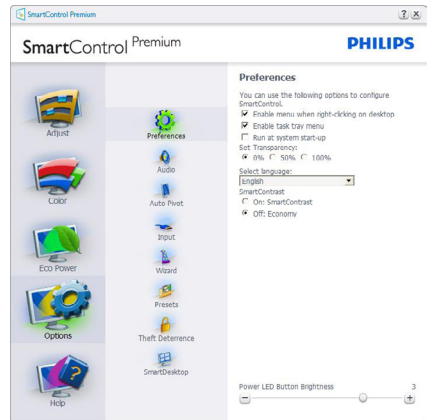 SmartControl Premium
SmartControl Premium
PHILIPS
Adjust
Color
Eco Power
Options
Help
Preferences
Audio
Auto Pivot
Input
Wizard
Presets
Theft Deterrence
SmartDesktop
Preferences
You can use the following options to configure
SmartControl.
Enable menu when right-clicking on desktop
Enable task tray menu
Run at system start-up
Set Transparency:
0% 50% 100%
Select language:
English
SmartContrast
On: SmartContrast
Off: Economy
Power LED Button Brightness 3